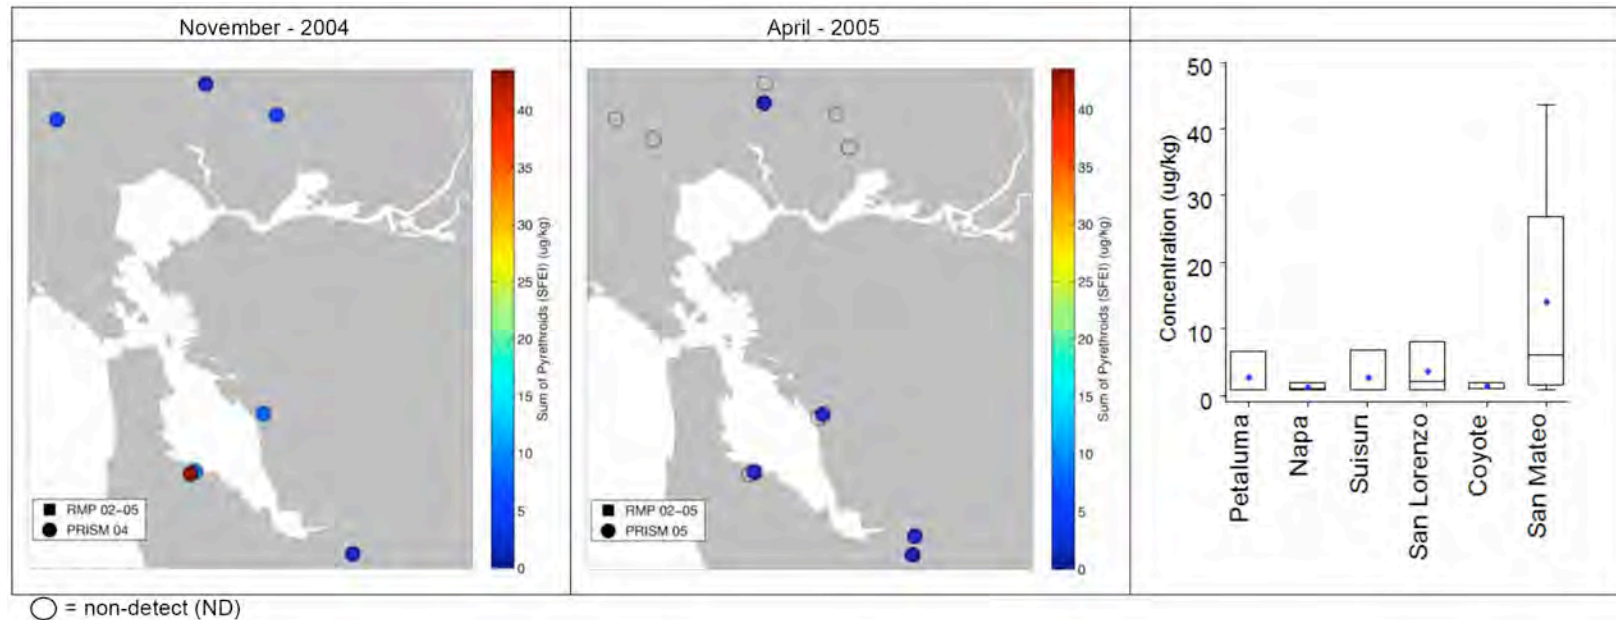 November - 2004
April - 2005
40
35
30
25
20
15
10
5
0
Sum of Pyrethroids (SFEI) (ug/kg)
RMP 02-05
PRISM 04
40
35
30
25
20
15
10
5
0
Sum of Pyrethroids (SFEI) (ug/kg)
RMP 02-05
PRISM 05
50
40
30
20
10
0
Concentration (ug/kg)
Petaluma
Napa
Suisun
San Lorenzo
Coyote
San Mateo
= non-detect (ND)